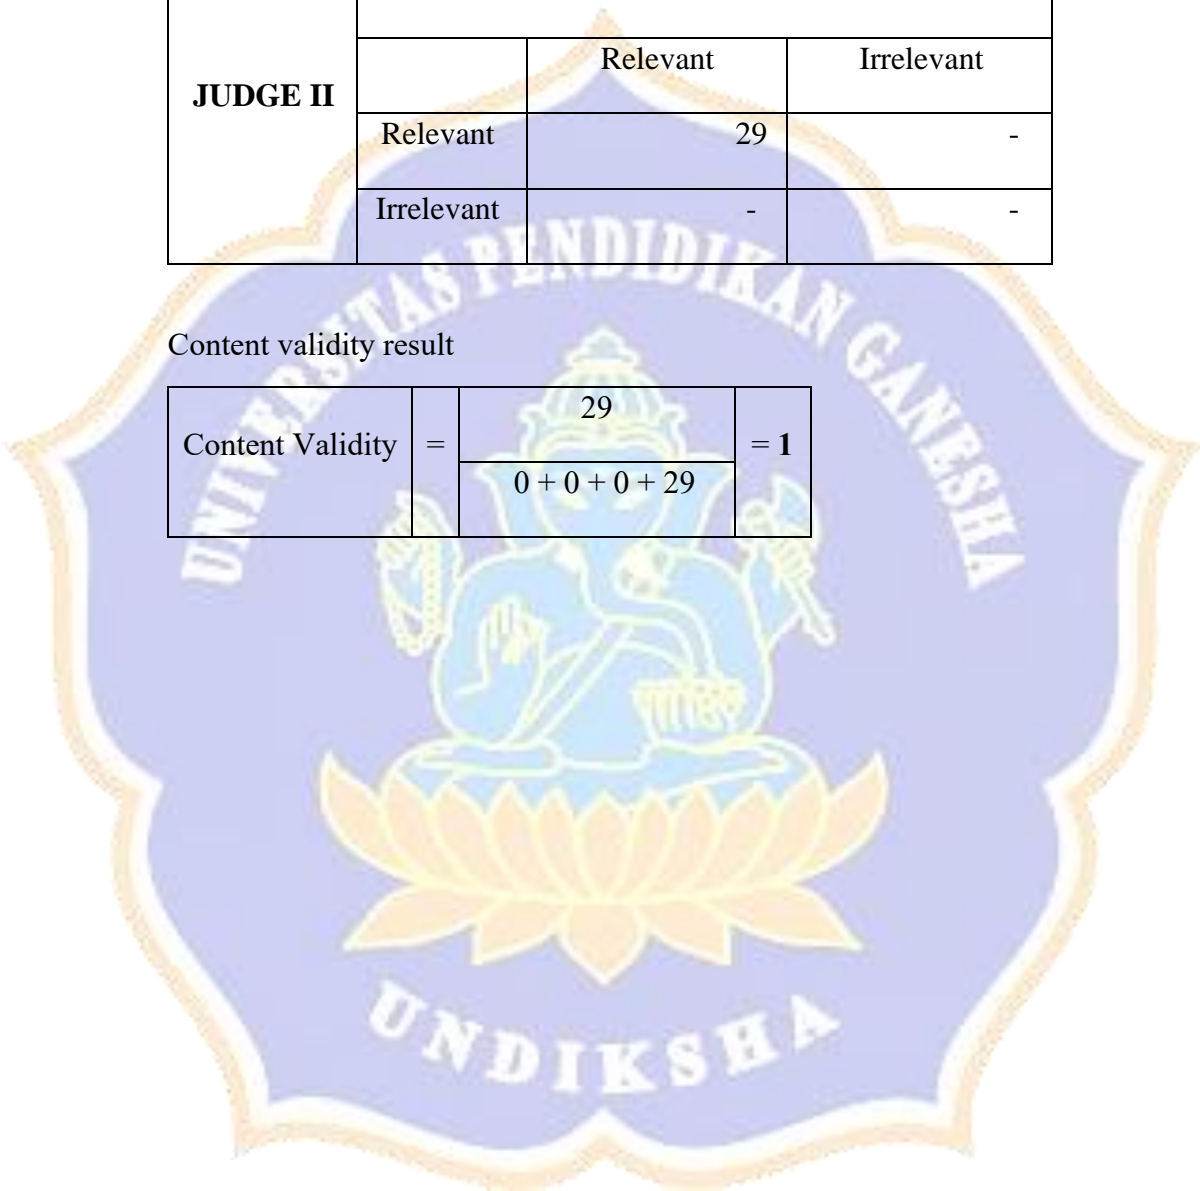 Relevant Irrelevant
JUDGE II
Relevant 29 -
Irrelevant - -
UNIVERSITAS PENDIDIKAN GANESHA
Content validity result
29
Content Validity = = 1
0 + 0 + 0 + 29
UNDIKSHA